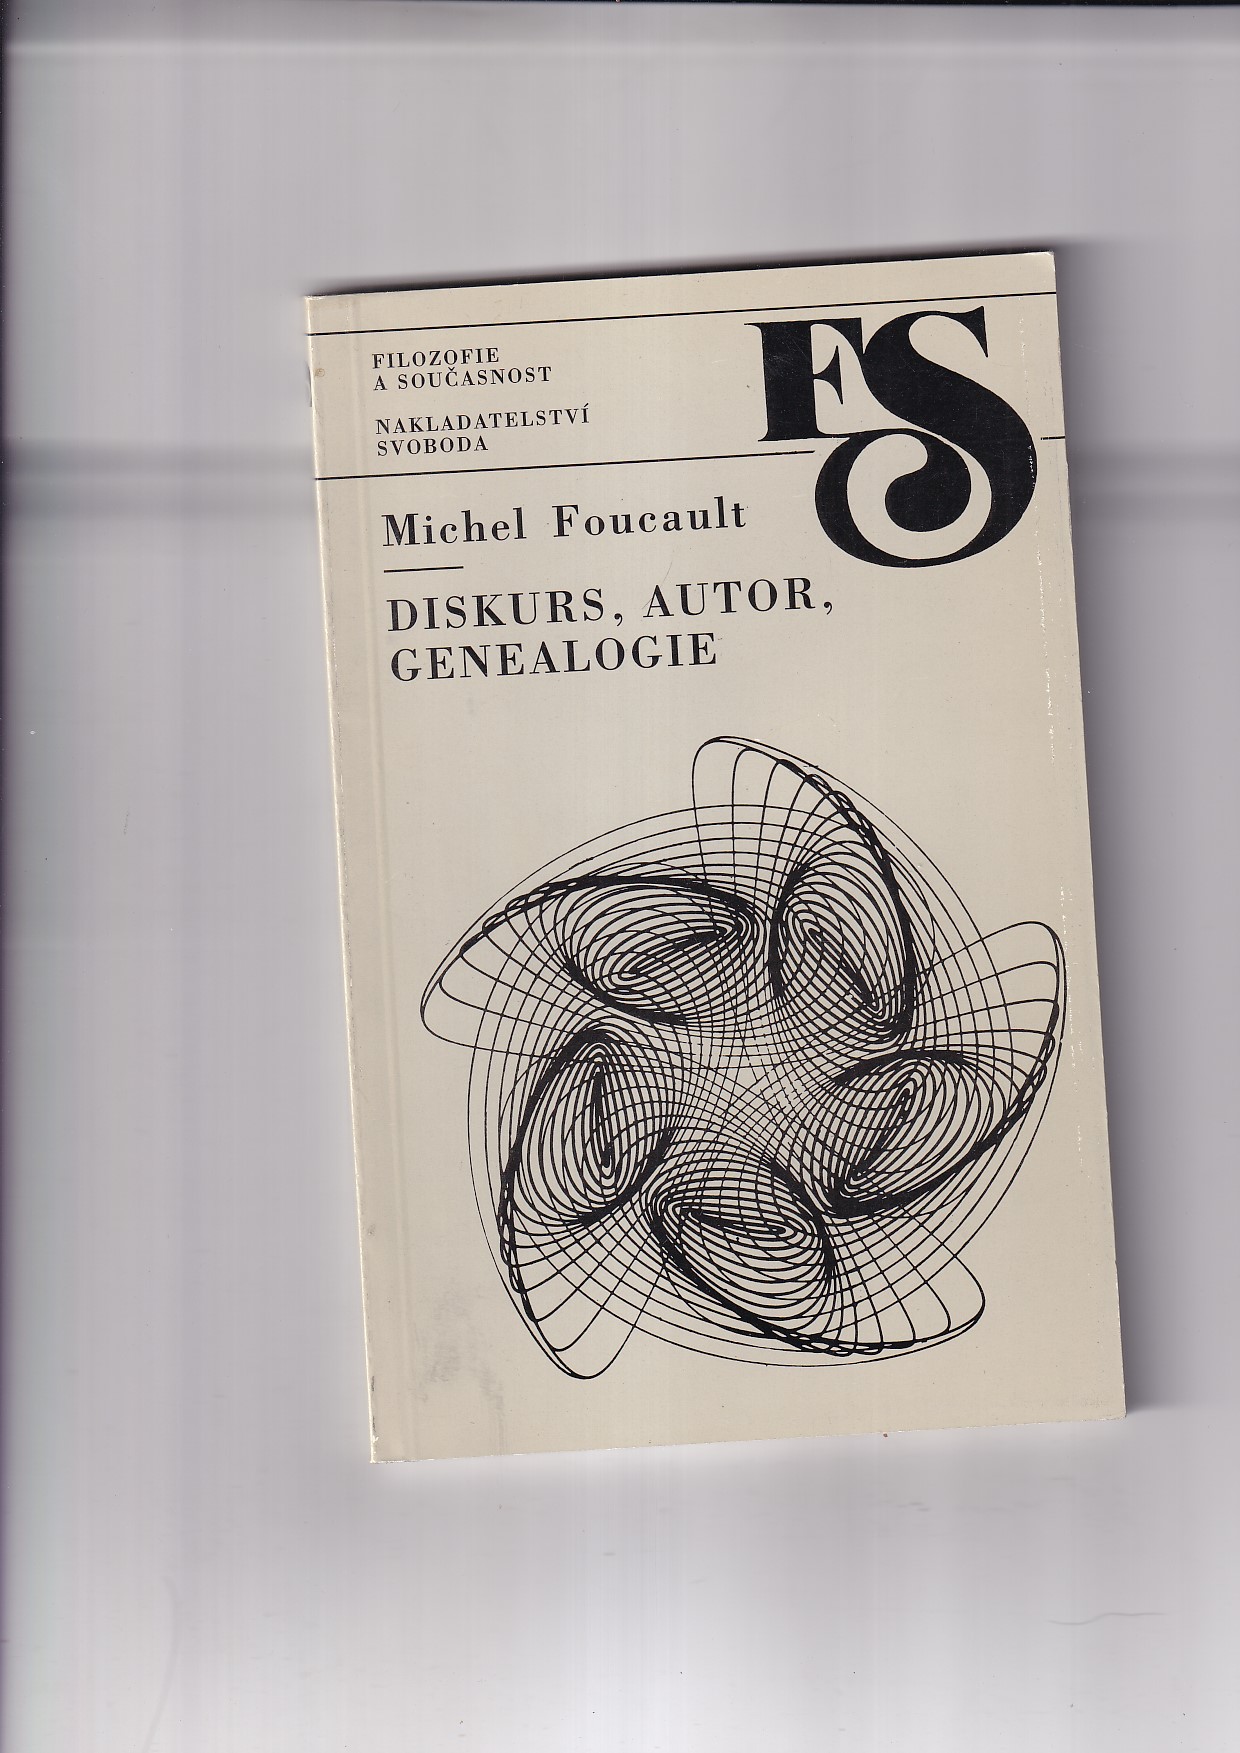 FILOZOFIE
A SOUČASNOST
NAKLADATELSTVÍ
SVOBODA
FS
Michel Foucault
DISKURS, AUTOR,
GENEALOGIE